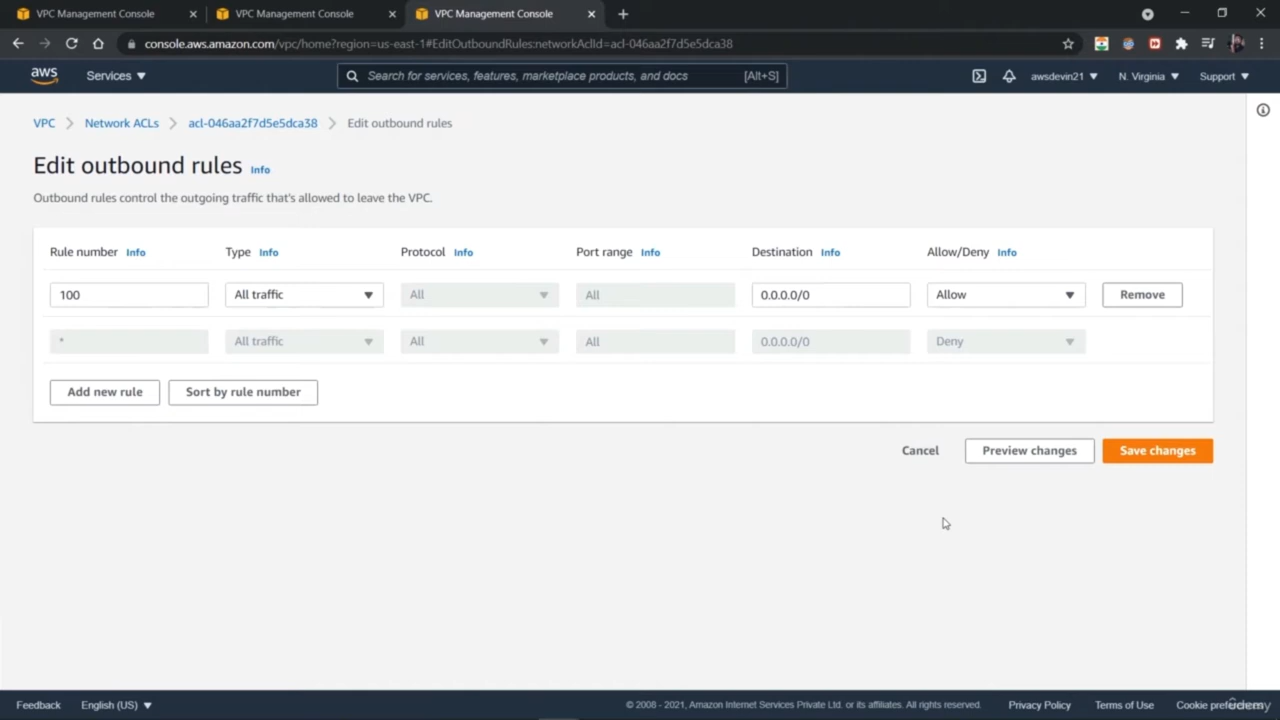 VPC Management Console
VPC Management Console
VPC Management Console
console.aws.amazon.com/vpc/home?region=us-east-1#EditOutboundRules:networkAclId=acl-046aa2f7d5e5dca38
aws Services Search for services, features, marketplace products, and docs [Alt+S] awsdevin21 N. Virginia Support
VPC Network ACLs acl-046aa2f7d5e5dca38 Edit outbound rules
Edit outbound rules Info
Outbound rules control the outgoing traffic that's allowed to leave the VPC.
Rule number Info Type Info Protocol Info Port range Info Destination Info Allow/Deny Info
100 All traffic All All 0.0.0.0/0 Allow Remove
* All traffic All All 0.0.0.0/0 Deny
Add new rule Sort by rule number
Cancel Preview changes Save changes
Feedback English (US) © 2008 - 2021, Amazon Internet Services Private Ltd. or its affiliates. All rights reserved. Privacy Policy Terms of Use Cookie